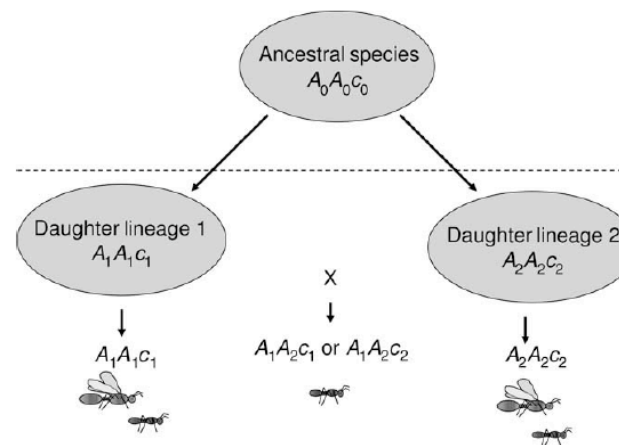 Ancestral species
A₀A₀c₀
Daughter lineage 1
A₁A₁c₁
Daughter lineage 2
A₂A₂c₂
X
A₁A₁c₁
A₁A₂c₁ or A₁A₂c₂
A₂A₂c₂